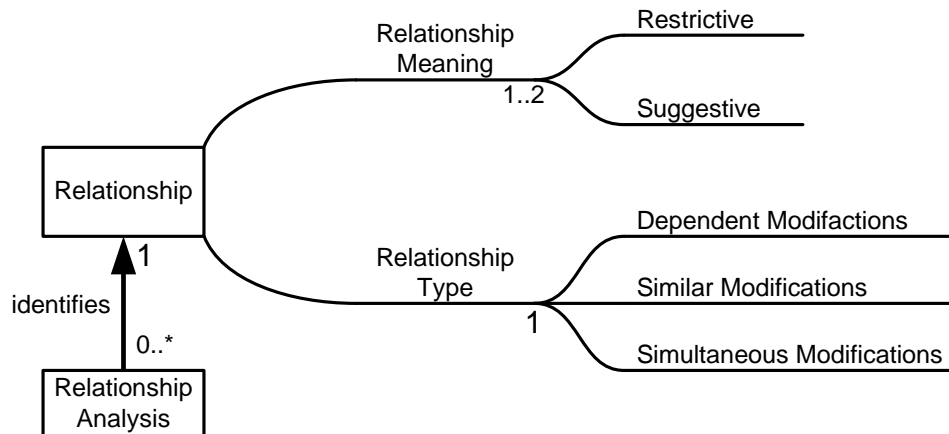 Relationship
Meaning
1..2
Restrictive
Suggestive
Relationship
1
identifies
0..*
Relationship
Analysis
Relationship
Type
1
Dependent Modifactions
Similar Modifications
Simultaneous Modifications